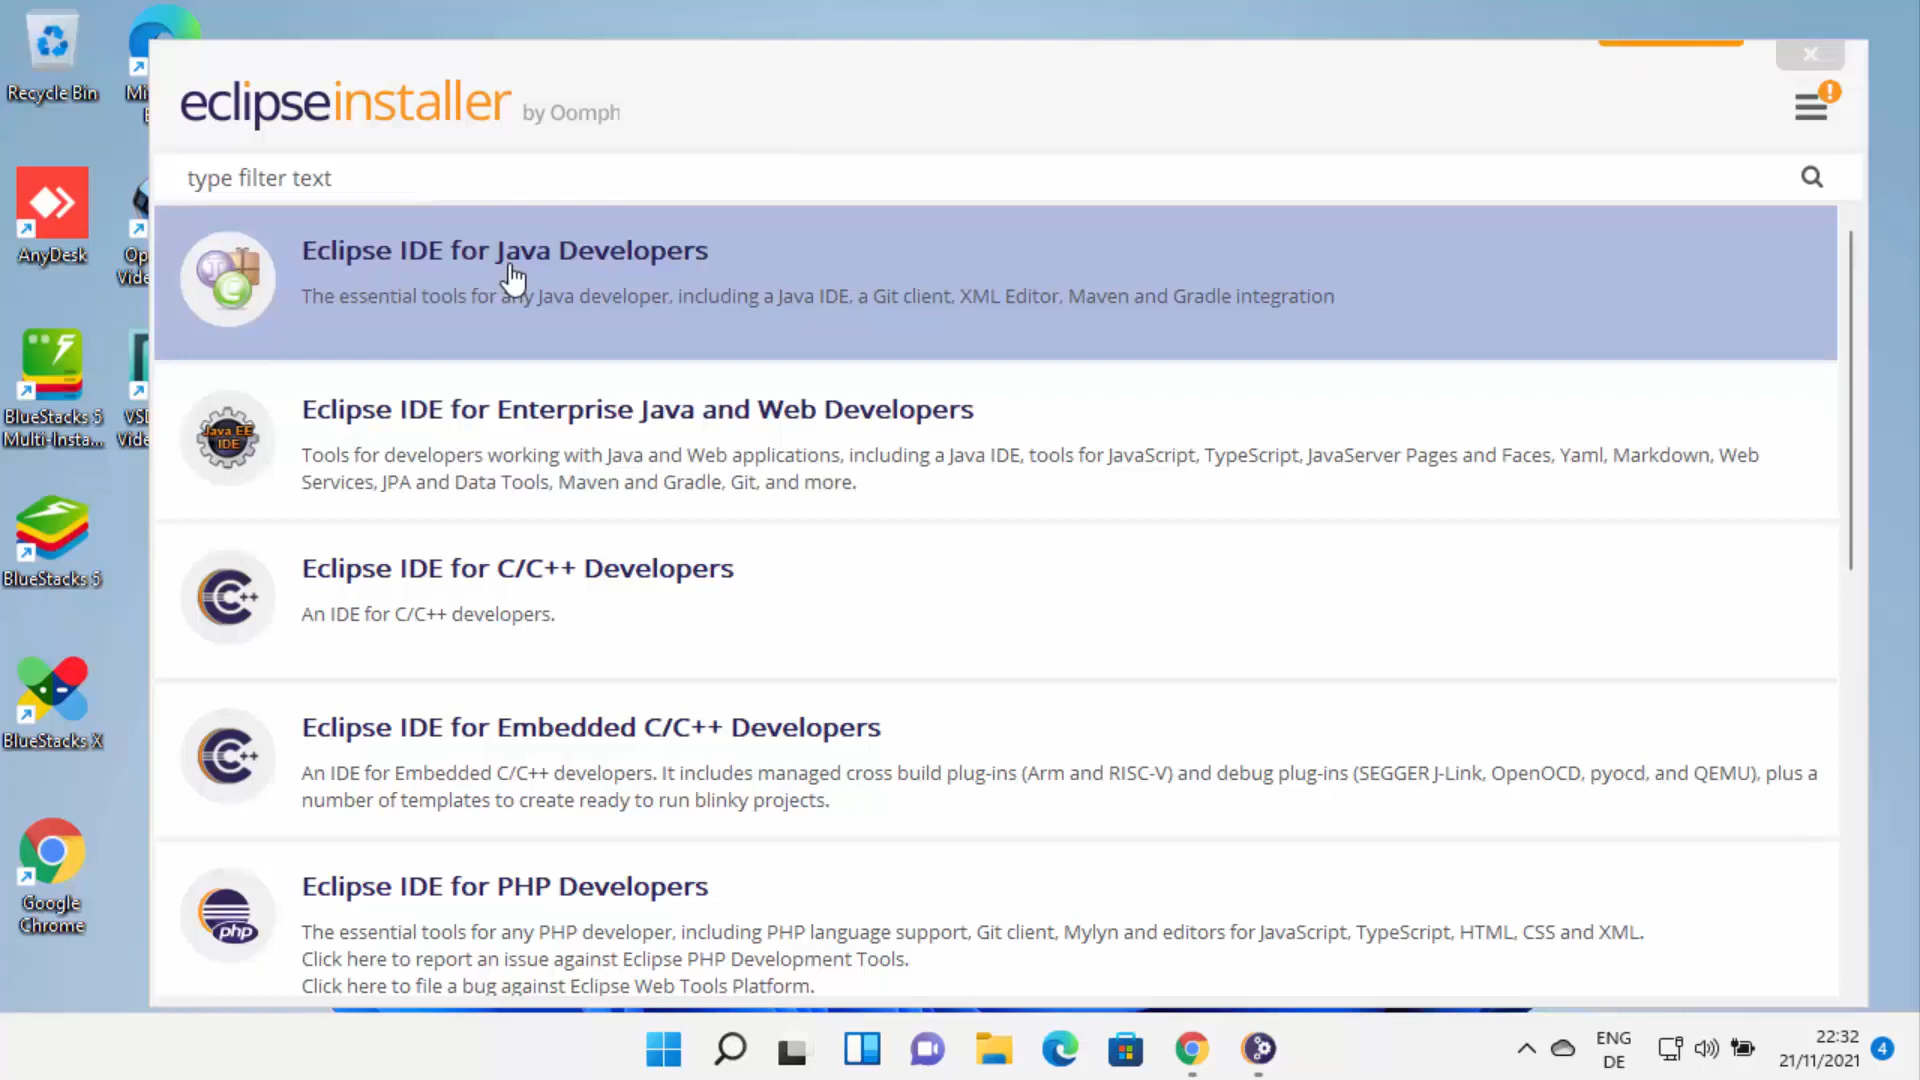 Recycle Bin
Mi
eclipseinstaller by Oomph
!
type filter text
Eclipse IDE for Java Developers
The essential tools for any Java developer, including a Java IDE, a Git client, XML Editor, Maven and Gradle integration
AnyDesk
Op
Vide
Java EE
IDE
Eclipse IDE for Enterprise Java and Web Developers
Tools for developers working with Java and Web applications, including a Java IDE, tools for JavaScript, TypeScript, JavaServer Pages and Faces, Yaml, Markdown, Web
Services, JPA and Data Tools, Maven and Gradle, Git, and more.
BlueStacks 5
Multi-Insta...
VSD
Vide
C++
Eclipse IDE for C/C++ Developers
An IDE for C/C++ developers.
BlueStacks 5
C++
Eclipse IDE for Embedded C/C++ Developers
An IDE for Embedded C/C++ developers. It includes managed cross build plug-ins (Arm and RISC-V) and debug plug-ins (SEGGER J-Link, OpenOCD, pyocd, and QEMU), plus a
number of templates to create ready to run blinky projects.
BlueStacks X
php
Eclipse IDE for PHP Developers
The essential tools for any PHP developer, including PHP language support, Git client, Mylyn and editors for JavaScript, TypeScript, HTML, CSS and XML.
Click here to report an issue against Eclipse PHP Development Tools.
Click here to file a bug against Eclipse Web Tools Platform.
Google
Chrome
ENG
DE
22:32
21/11/2021
4